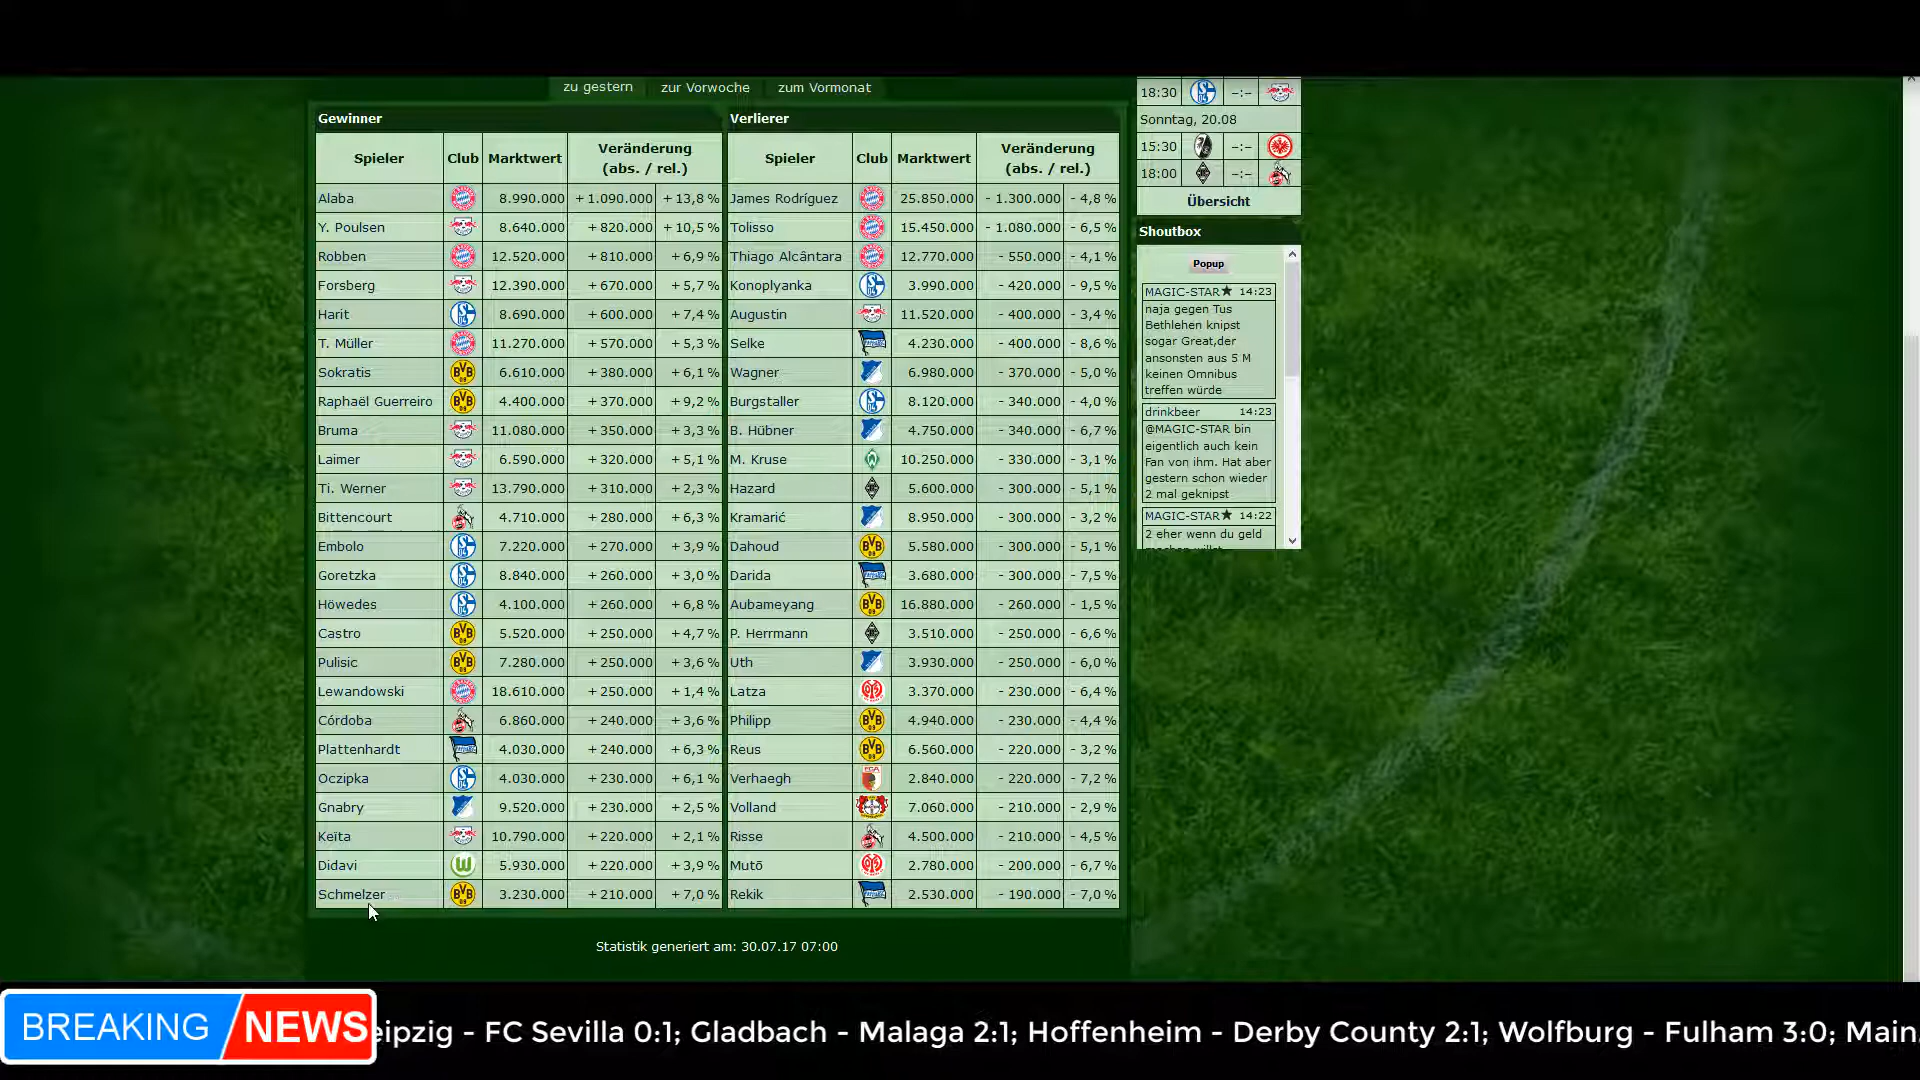 zu gestern zur Vorwoche zum Vormonat
Gewinner
Spieler Club Marktwert Veränderung (abs. / rel.)
Alaba 8.990.000 + 1.090.000 + 13,8 %
Y. Poulsen 8.640.000 + 820.000 + 10,5 %
Robben 12.520.000 + 810.000 + 6,9 %
Forsberg 12.390.000 + 670.000 + 5,7 %
Harit 8.690.000 + 600.000 + 7,4 %
T. Müller 11.270.000 + 570.000 + 5,3 %
Sokratis 6.610.000 + 380.000 + 6,1 %
Raphaël Guerreiro 4.400.000 + 370.000 + 9,2 %
Bruma 11.080.000 + 350.000 + 3,3 %
Laimer 6.590.000 + 320.000 + 5,1 %
Ti. Werner 13.790.000 + 310.000 + 2,3 %
Bittencourt 4.710.000 + 280.000 + 6,3 %
Embolo 7.220.000 + 270.000 + 3,9 %
Goretzka 8.840.000 + 260.000 + 3,0 %
Höwedes 4.100.000 + 260.000 + 6,8 %
Castro 5.520.000 + 250.000 + 4,7 %
Pulisic 7.280.000 + 250.000 + 3,6 %
Lewandowski 18.610.000 + 250.000 + 1,4 %
Córdoba 6.860.000 + 240.000 + 3,6 %
Plattenhardt 4.030.000 + 240.000 + 6,3 %
Oczipka 4.030.000 + 230.000 + 6,1 %
Gnabry 9.520.000 + 230.000 + 2,5 %
Keïta 10.790.000 + 220.000 + 2,1 %
Didavi 5.930.000 + 220.000 + 3,9 %
Schmelzer 3.230.000 + 210.000 + 7,0 %
Verlierer
Spieler Club Marktwert Veränderung (abs. / rel.)
James Rodríguez 25.850.000 - 1.300.000 - 4,8 %
Tolisso 15.450.000 - 1.080.000 - 6,5 %
Thiago Alcântara 12.770.000 - 550.000 - 4,1 %
Konoplyanka 3.990.000 - 420.000 - 9,5 %
Augustin 11.520.000 - 400.000 - 3,4 %
Selke 4.230.000 - 400.000 - 8,6 %
Wagner 6.980.000 - 370.000 - 5,0 %
Burgstaller 8.120.000 - 340.000 - 4,0 %
B. Hübner 4.750.000 - 340.000 - 6,7 %
M. Kruse 10.250.000 - 330.000 - 3,1 %
Hazard 5.600.000 - 300.000 - 5,1 %
Kramarić 8.950.000 - 300.000 - 3,2 %
Dahoud 5.580.000 - 300.000 - 5,1 %
Darida 3.680.000 - 300.000 - 7,5 %
Aubameyang 16.880.000 - 260.000 - 1,5 %
P. Herrmann 3.510.000 - 250.000 - 6,6 %
Uth 3.930.000 - 250.000 - 6,0 %
Latza 3.370.000 - 230.000 - 6,4 %
Philipp 4.940.000 - 230.000 - 4,4 %
Reus 6.560.000 - 220.000 - 3,2 %
Verhaegh 2.840.000 - 220.000 - 7,2 %
Volland 7.060.000 - 210.000 - 2,9 %
Risse 4.500.000 - 210.000 - 4,5 %
Mutō 2.780.000 - 200.000 - 6,7 %
Rekik 2.530.000 - 190.000 - 7,0 %
Statistik generiert am: 30.07.17 07:00
18:30 -:-
Sonntag, 20.08
15:30 -:-
18:00 -:-
Übersicht
Shoutbox
Popup
MAGIC-STAR★ 14:23
naja gegen Tus
Bethlehen knipst
sogar Great,der
ansonsten aus 5 M
keinen Omnibus
treffen würde
drinkbeer 14:23
@MAGIC-STAR bin
eigentlich auch kein
Fan von ihm. Hat aber
gestern schon wieder
2 mal geknipst
MAGIC-STAR★ 14:22
2 eher wenn du geld
BREAKING NEWS
eipzig - FC Sevilla 0:1; Gladbach - Malaga 2:1; Hoffenheim - Derby County 2:1; Wolfburg - Fulham 3:0; Main